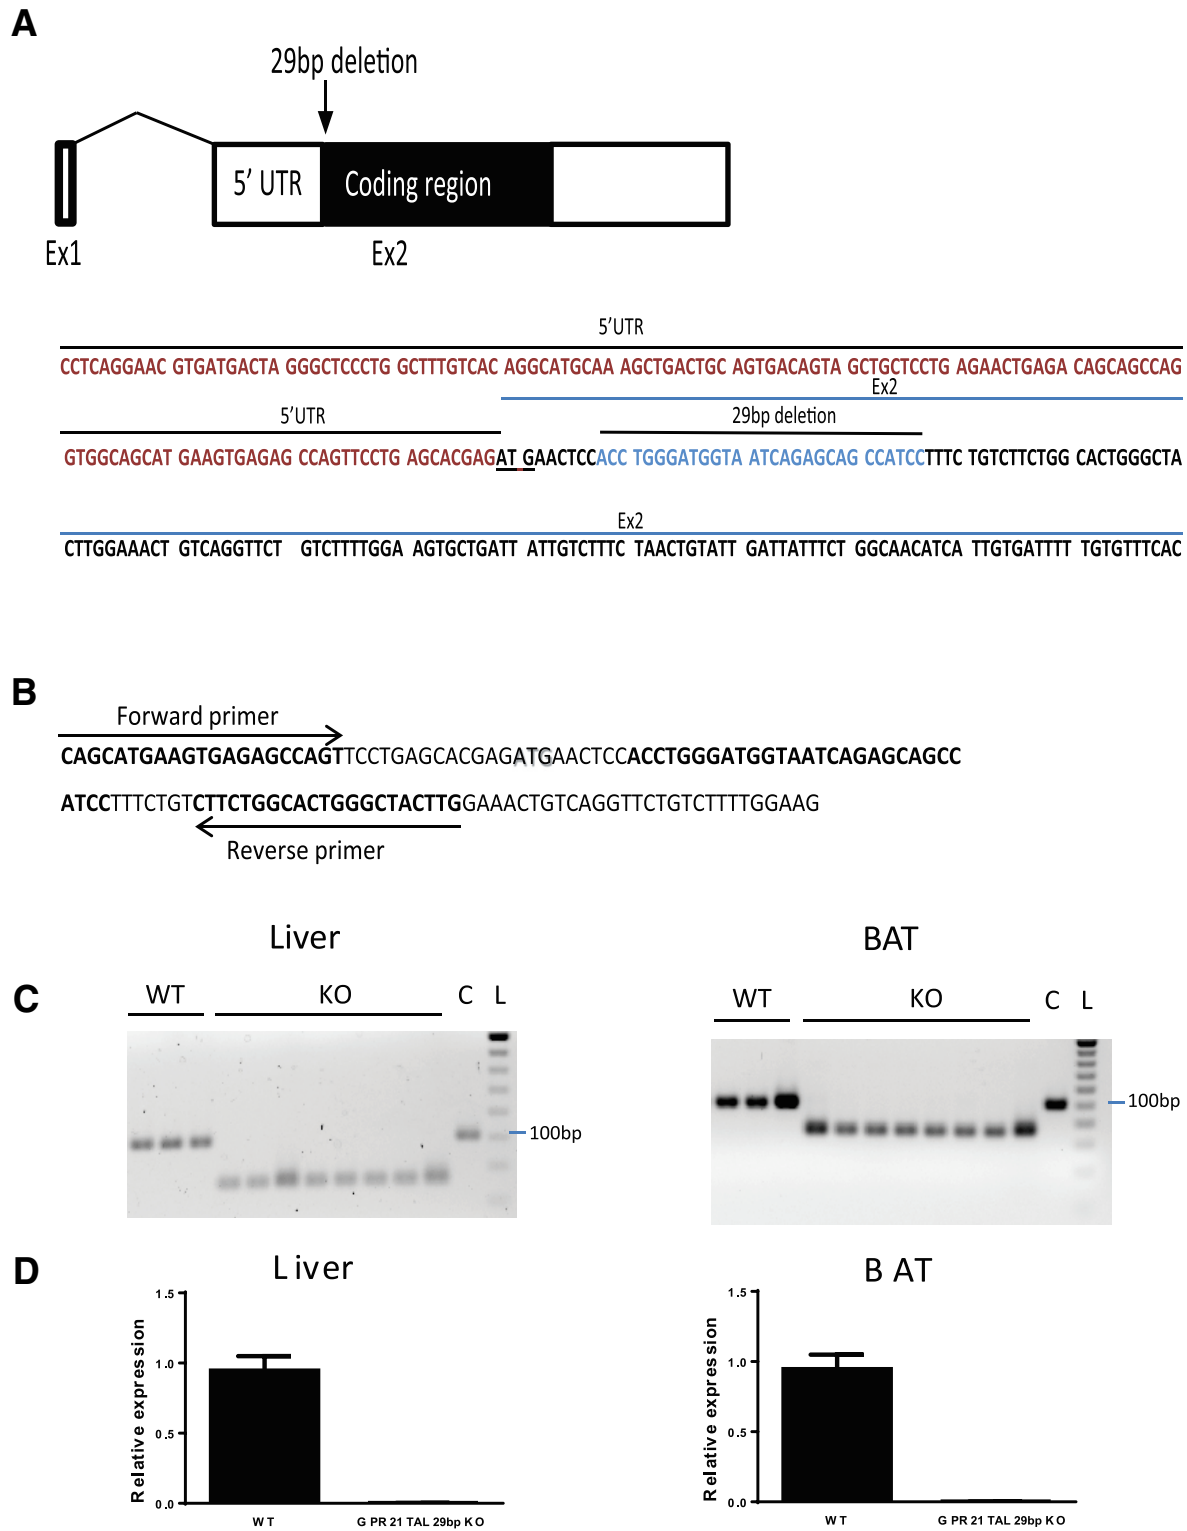 A
29bp deletion
5' UTR
Coding region
Ex1
Ex2
5'UTR
CCTCAGGAAC GTGATGACTA GGGCTCCCTG GCTTTGTCAC AGGCATGCAA AGCTGACTGC AGTGACAGTA GCTGCTCCTG AGAACTGAGA CAGCAGCCAG
Ex2
5'UTR
29bp deletion
GTGGCAGCAT GAAGTGAGAG CCAGTTCCTG AGCACGAGAT GAACTCCACC TGGGATGGTA ATCAGAGCAG CCATCCTTTC TGTCTTCTGG CACTGGGCTA
Ex2
CTTGGAAACT GTCAGGTTCT GTCTTTTGGA AGTGCTGATT ATTGTCTTTC TAACTGTATT GATTATTTCT GGCAACATCA TTGTGATTTT TGTGTTTCAC
B
Forward primer
CAGCATGAAGTGAGAGCCAGTTCCTGAGCACGAGATGAACTCCACCTGGGATGGTAATCAGAGCAGCC
ATCCTTTCTGTCTTCTGGCACTGGGCTACTTGGAAACTGTCAGGTTCTGTCTTTTGGAAG
Reverse primer
Liver
BAT
C
WT
KO
C
L
WT
KO
C
L
100bp
100bp
D
Liver
BAT
Relative expression
1.5
1.0
0.5
0.0
WT
GPR21 TAL 29bp KO
Relative expression
1.5
1.0
0.5
0.0
WT
GPR21 TAL 29bp KO